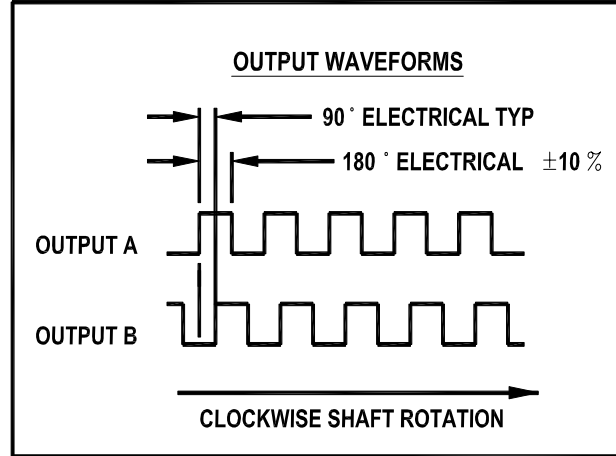 OUTPUT WAVEFORMS
90° ELECTRICAL TYP
180° ELECTRICAL ±10 %
OUTPUT A
OUTPUT B
CLOCKWISE SHAFT ROTATION